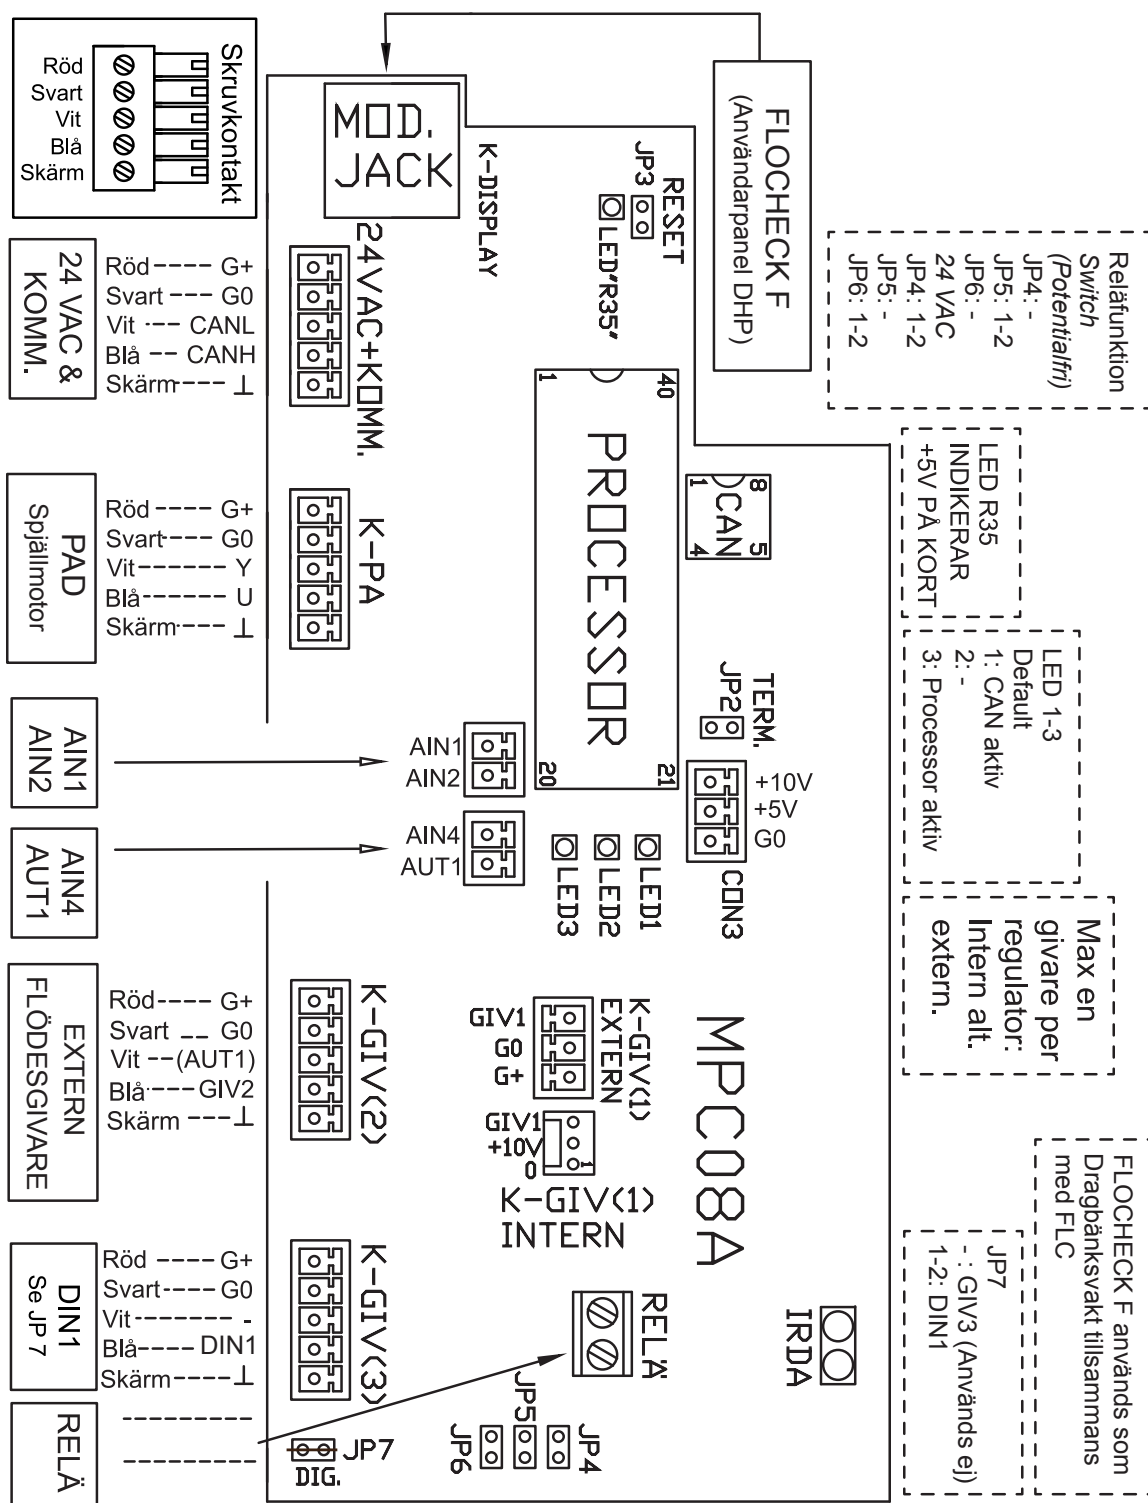 Skruvkontakt
Röd
Svart
Vit
Blå
Skärm
24 VAC &
KOMM.
Röd ---- G+
Svart --- G0
Vit --- CANL
Blå -- CANH
Skärm ---- ⊥
PAD
Spjällmotor
Röd ---- G+
Svart ---- G0
Vit ------ Y
Blå ----- U
Skärm ---- ⊥
AIN1
AIN2
AIN4
AUT1
EXTERN
FLÖDESGIVARE
Röd ---- G+
Svart __ G0
Vit -- (AUT1)
Blå ---- GIV2
Skärm --- ⊥
DIN1
Se JP7
Röd ---- G+
Svart ---- G0
Vit -------- -
Blå ---- DIN1
Skärm ---- ⊥
RELÄ
MOD.
JACK
K-DISPLAY
24VAC+KOMM.
K-PA
AIN1
AIN2
AIN4
AUT1
K-GIV(2)
K-GIV(3)
JP7
DIG.
RESET
JP3
LED'R35'
PROCESSOR
1
40
20
21
CAN
1
8
4
5
TERM.
JP2
+10V
+5V
G0
CON3
LED1
LED2
LED3
K-GIV(1)
EXTERN
GIV1
G0
G+
GIV1
+10V
0
1
K-GIV(1)
INTERN
MPC08A
RELÄ
IRDA
JP4
JP5
JP6
FLOCHECK F
(Användarpanel DHP)
Reläfunktion
Switch
(Potentialfri)
JP4: -
JP5: 1-2
JP6: -
24 VAC
JP4: 1-2
JP5: -
JP6: 1-2
LED R35
INDIKERAR
+5V PÅ KORT
LED 1-3
Default
1: CAN aktiv
2: -
3: Processor aktiv
Max en
givare per
regulator:
Intern alt.
extern.
FLOCHECK F används som
Dragbänksvakt tillsammans
med FLC
JP7
- : GIV3 (Används ej)
1-2: DIN1